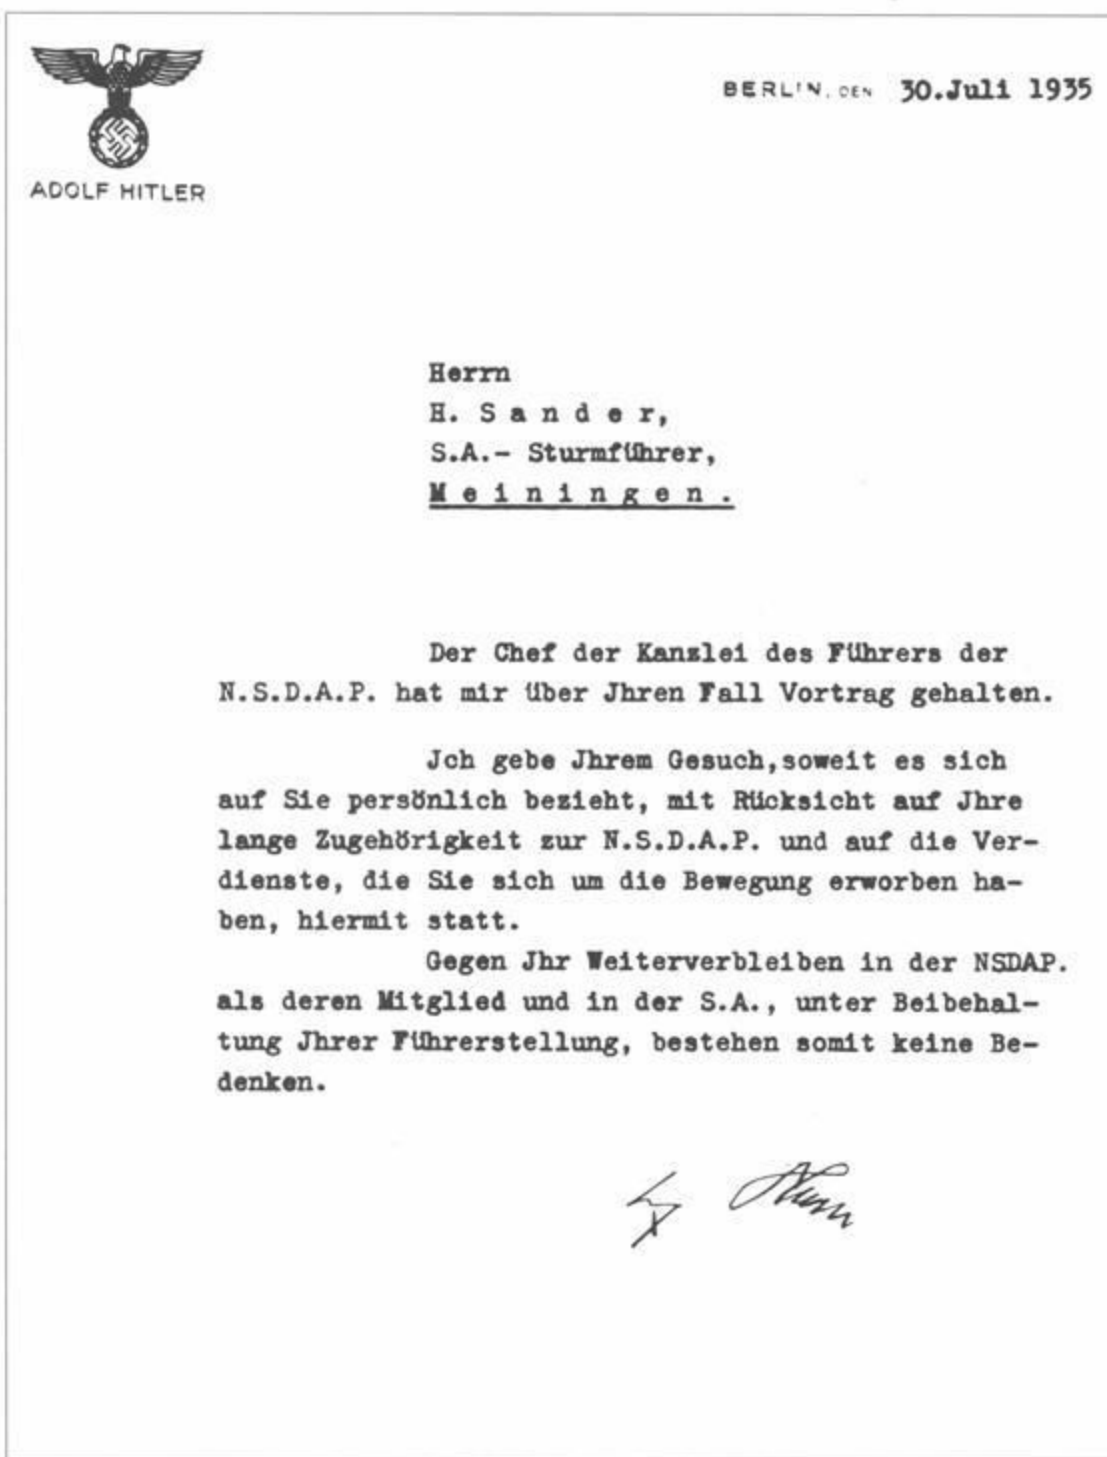 BERLIN, DEN 30.Juli 1935
ADOLF HITLER
Herrn
H. S a n d e r,
S.A.- Sturmführer,
M e i n i n g e n .
Der Chef der Kanzlei des Führers der
N.S.D.A.P. hat mir über Jhren Fall Vortrag gehalten.
Jch gebe Jhrem Gesuch,soweit es sich
auf Sie persönlich bezieht, mit Rücksicht auf Jhre
lange Zugehörigkeit zur N.S.D.A.P. und auf die Ver-
dienste, die Sie sich um die Bewegung erworben ha-
ben, hiermit statt.
Gegen Jhr Weiterverbleiben in der NSDAP.
als deren Mitglied und in der S.A., unter Beibehal-
tung Jhrer Führerstellung, bestehen somit keine Be-
denken.